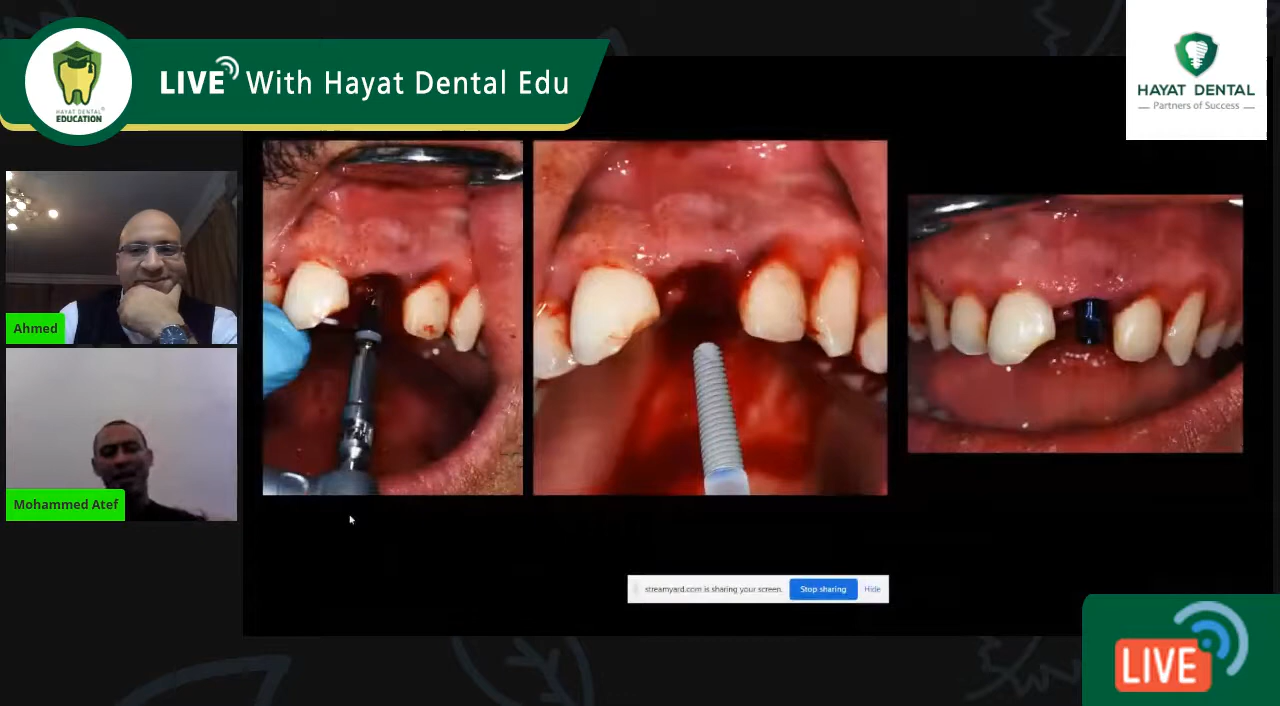 LIVE With Hayat Dental Edu
HAYAT DENTAL
EDUCATION
HAYAT DENTAL
Partners of Success
Ahmed
Mohammed Atef
streamyard.com is sharing your screen.
Stop sharing
Hide
LIVE